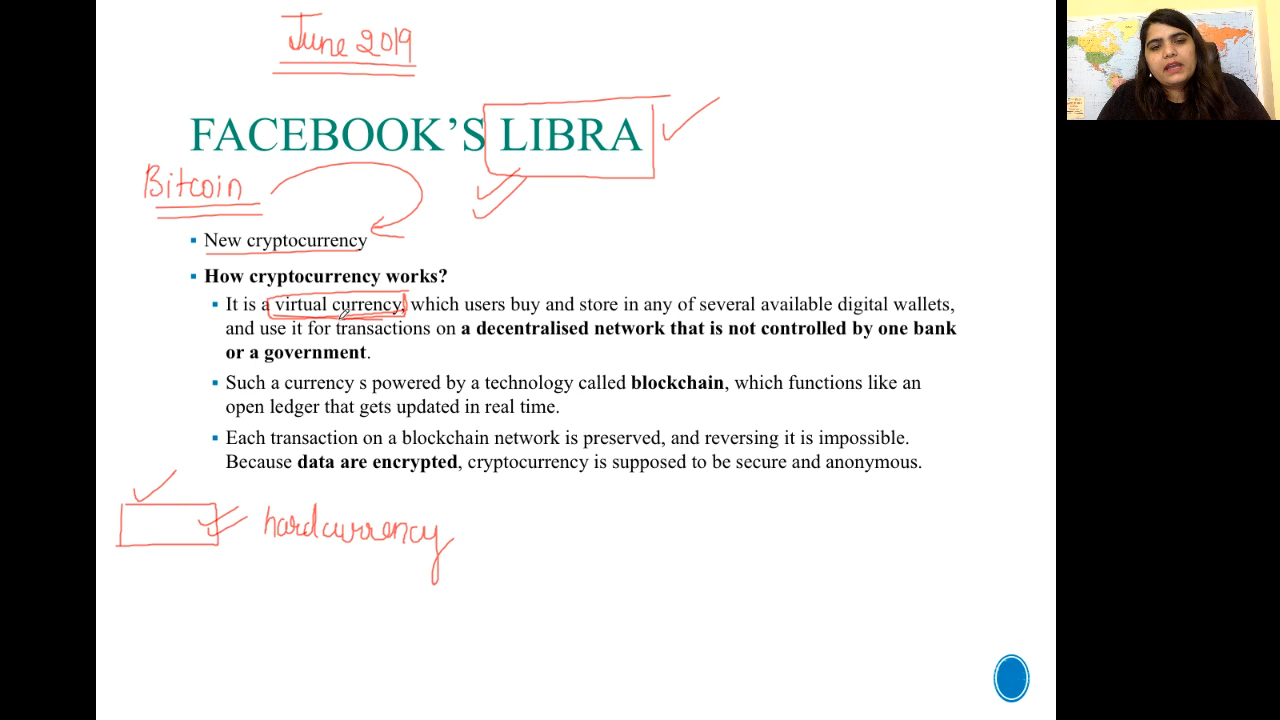 June 2019
FACEBOOK'S LIBRA
Bitcoin
New cryptocurrency
How cryptocurrency works?
It is a virtual currency, which users buy and store in any of several available digital wallets,
and use it for transactions on a decentralised network that is not controlled by one bank
or a government.
Such a currency s powered by a technology called blockchain, which functions like an
open ledger that gets updated in real time.
Each transaction on a blockchain network is preserved, and reversing it is impossible.
Because data are encrypted, cryptocurrency is supposed to be secure and anonymous.
hardcurrency